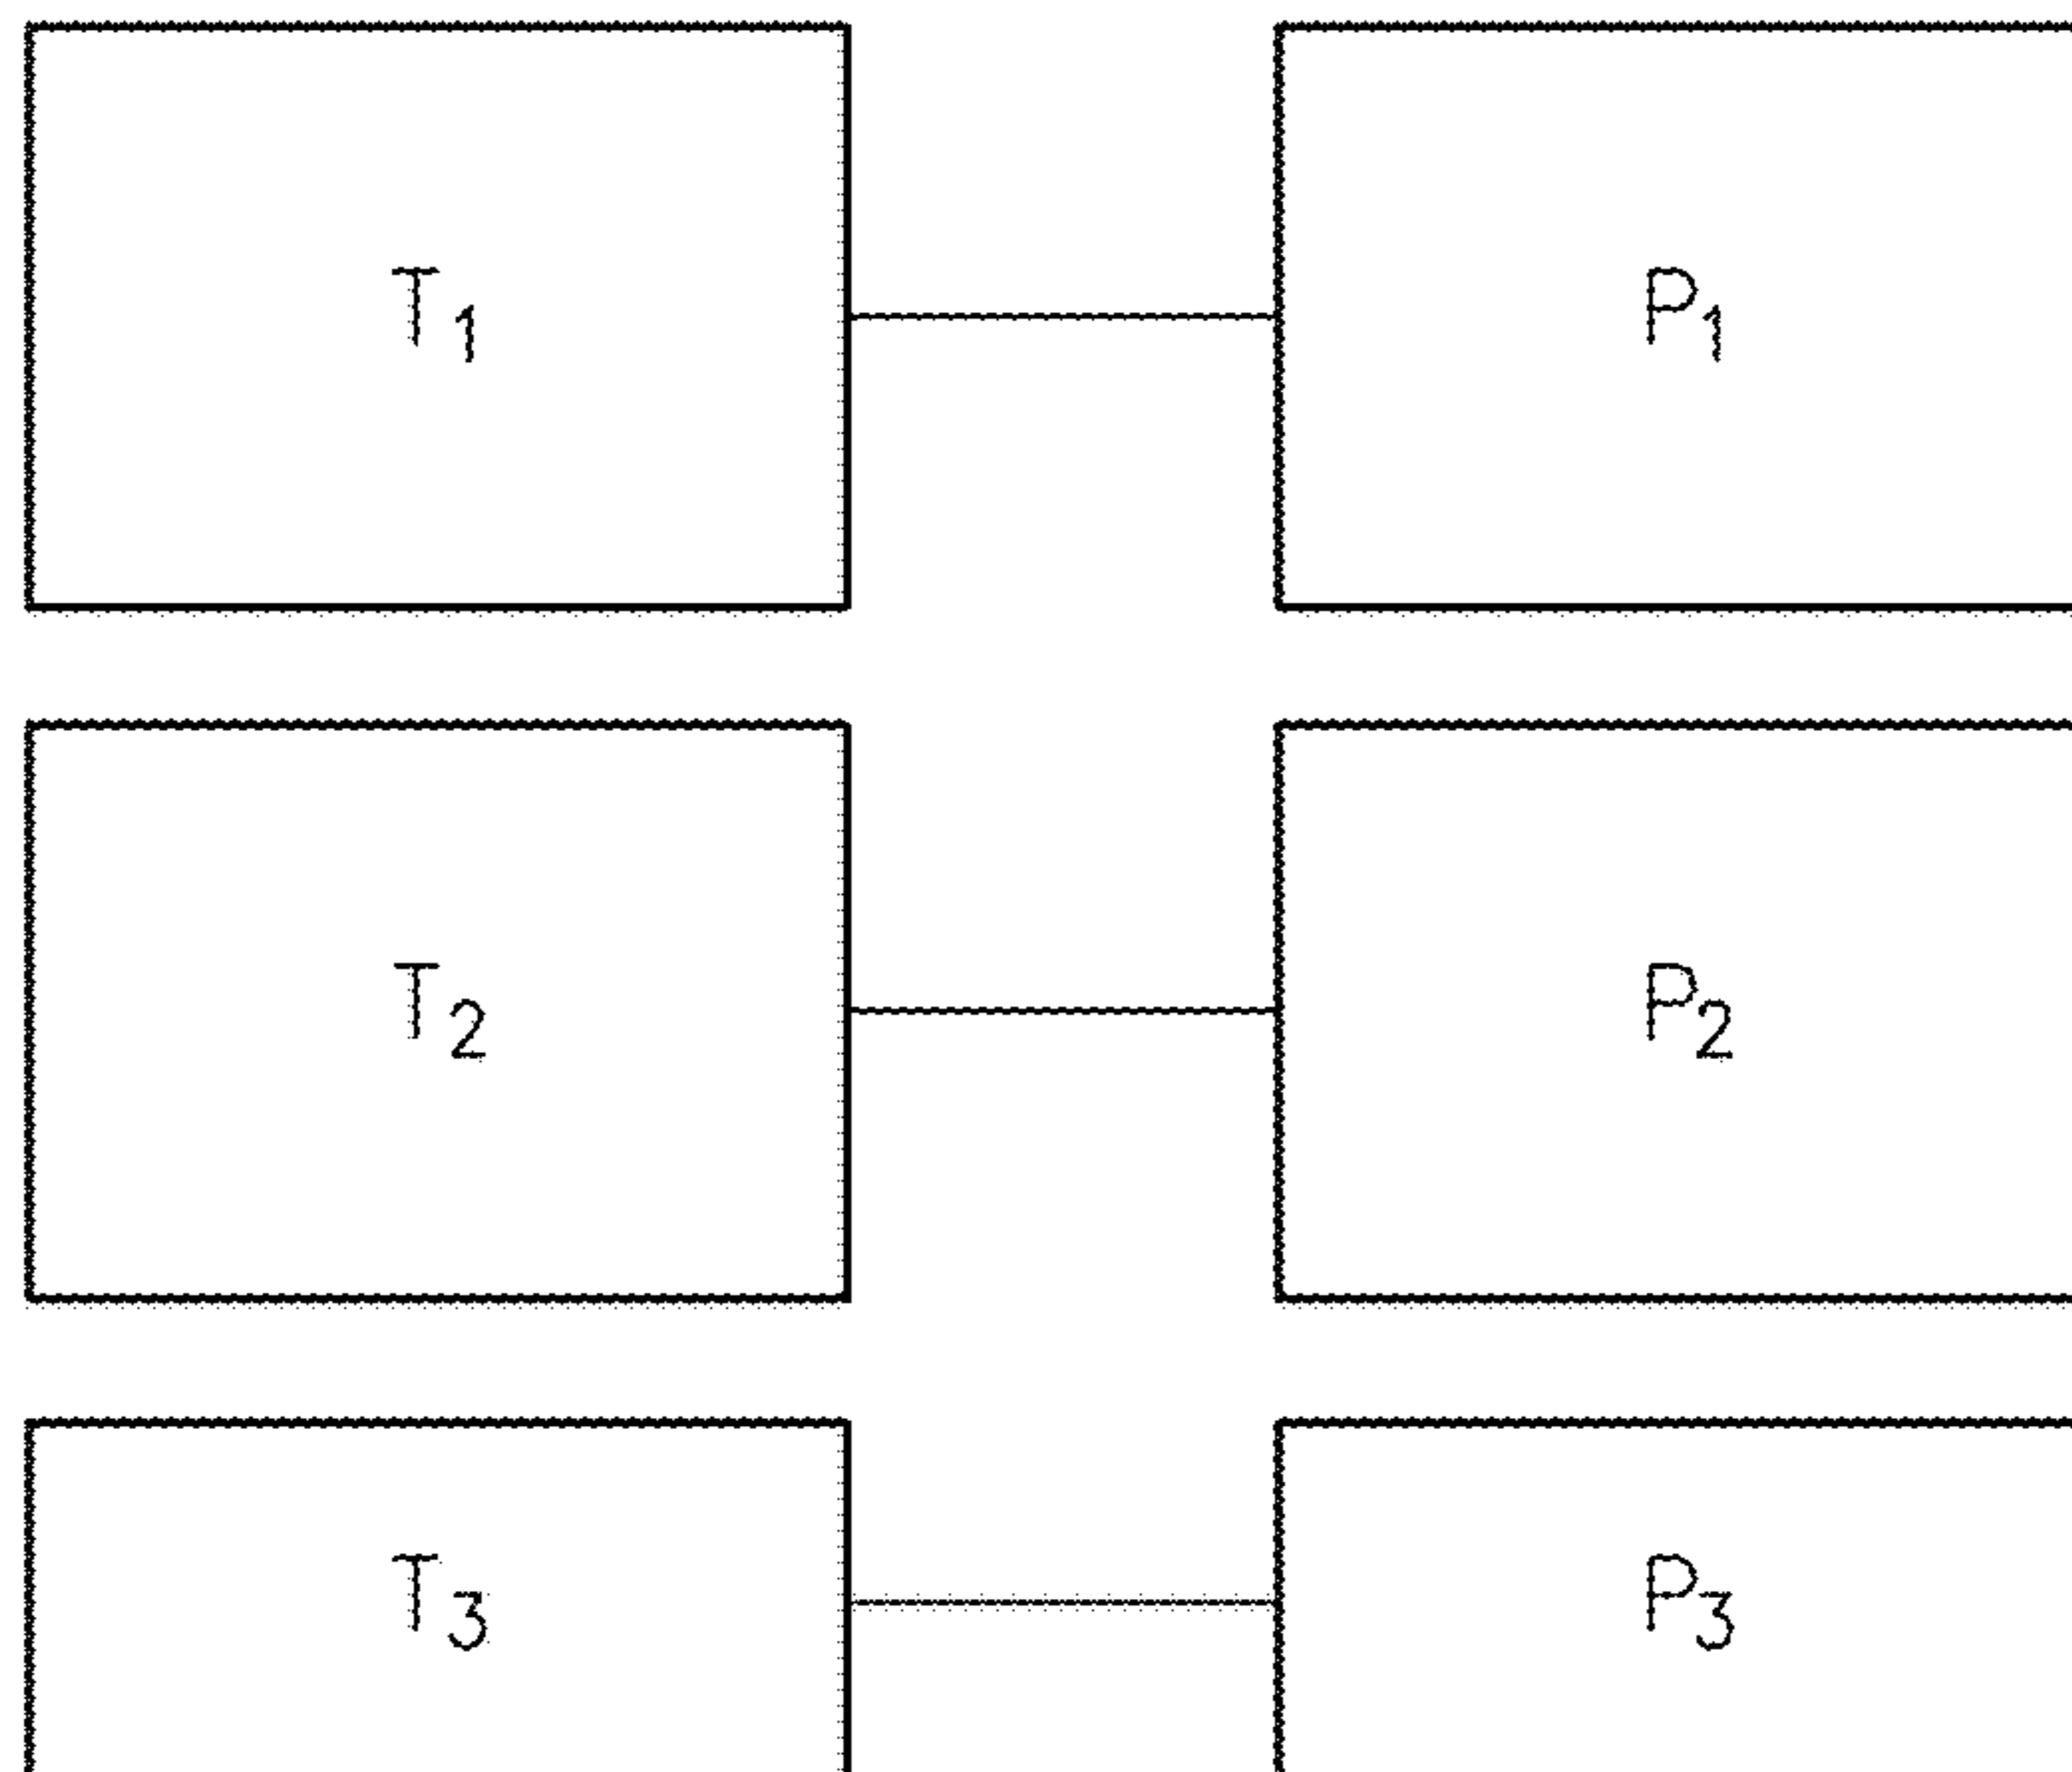 T₁ P₁
T₂ P₂
T₃ P₃